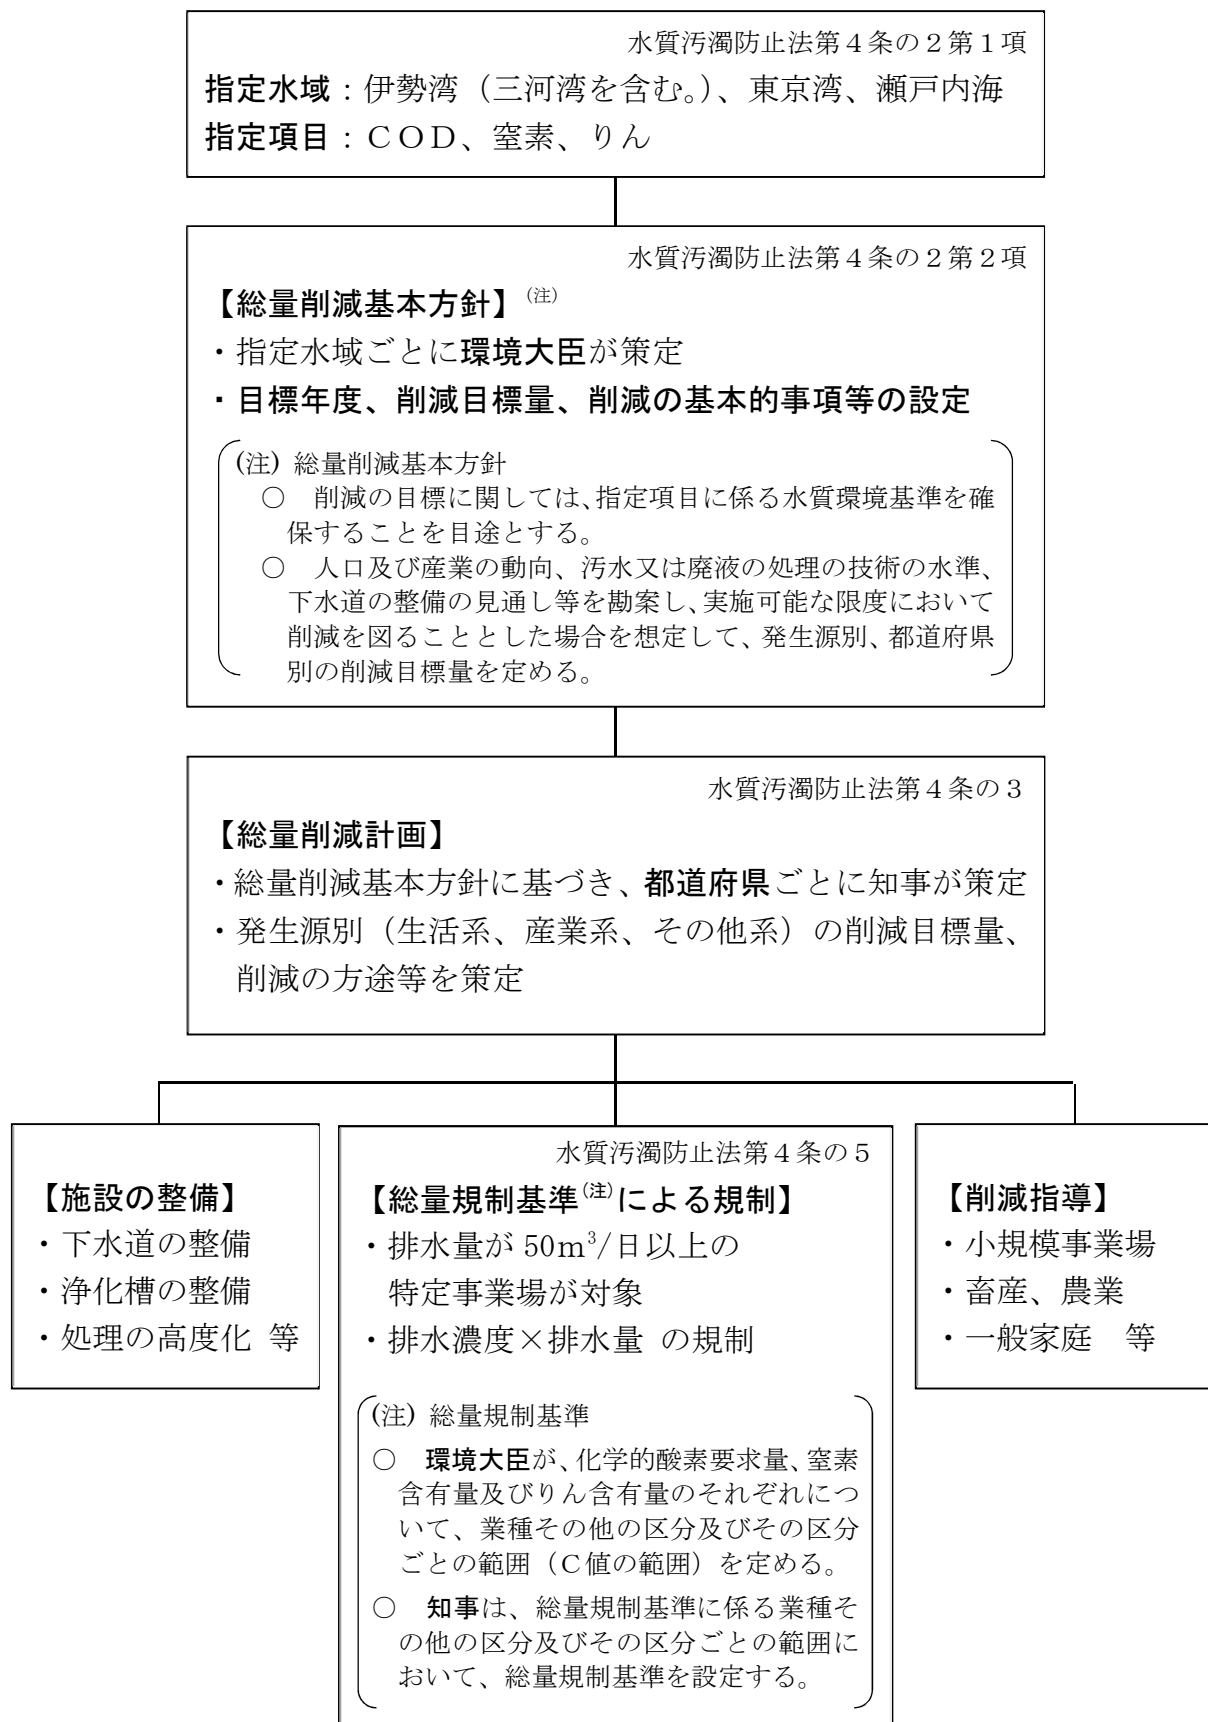 水質汚濁防止法第４条の２第１項
指定水域：伊勢湾（三河湾を含む。）、東京湾、瀬戸内海
指定項目：ＣＯＤ、窒素、りん
水質汚濁防止法第４条の２第２項
【総量削減基本方針】（注）
・指定水域ごとに環境大臣が策定
・目標年度、削減目標量、削減の基本的事項等の設定
(注) 総量削減基本方針
○　削減の目標に関しては、指定項目に係る水質環境基準を確
保することを目途とする。
○　人口及び産業の動向、汚水又は廃液の処理の技術の水準、
下水道の整備の見通し等を勘案し、実施可能な限度において
削減を図ることとした場合を想定して、発生源別、都道府県
別の削減目標量を定める。
水質汚濁防止法第４条の３
【総量削減計画】
・総量削減基本方針に基づき、都道府県ごとに知事が策定
・発生源別（生活系、産業系、その他系）の削減目標量、
削減の方途等を策定
【施設の整備】
・下水道の整備
・浄化槽の整備
・処理の高度化 等
水質汚濁防止法第４条の５
【総量規制基準（注）による規制】
・排水量が 50ｍ³/日以上の
特定事業場が対象
・排水濃度×排水量 の規制
(注) 総量規制基準
○　環境大臣が、化学的酸素要求量、窒素
含有量及びりん含有量のそれぞれにつ
いて、業種その他の区分及びその区分
ごとの範囲（Ｃ値の範囲）を定める。
○　知事は、総量規制基準に係る業種そ
の他の区分及びその区分ごとの範囲に
おいて、総量規制基準を設定する。
【削減指導】
・小規模事業場
・畜産、農業
・一般家庭　等